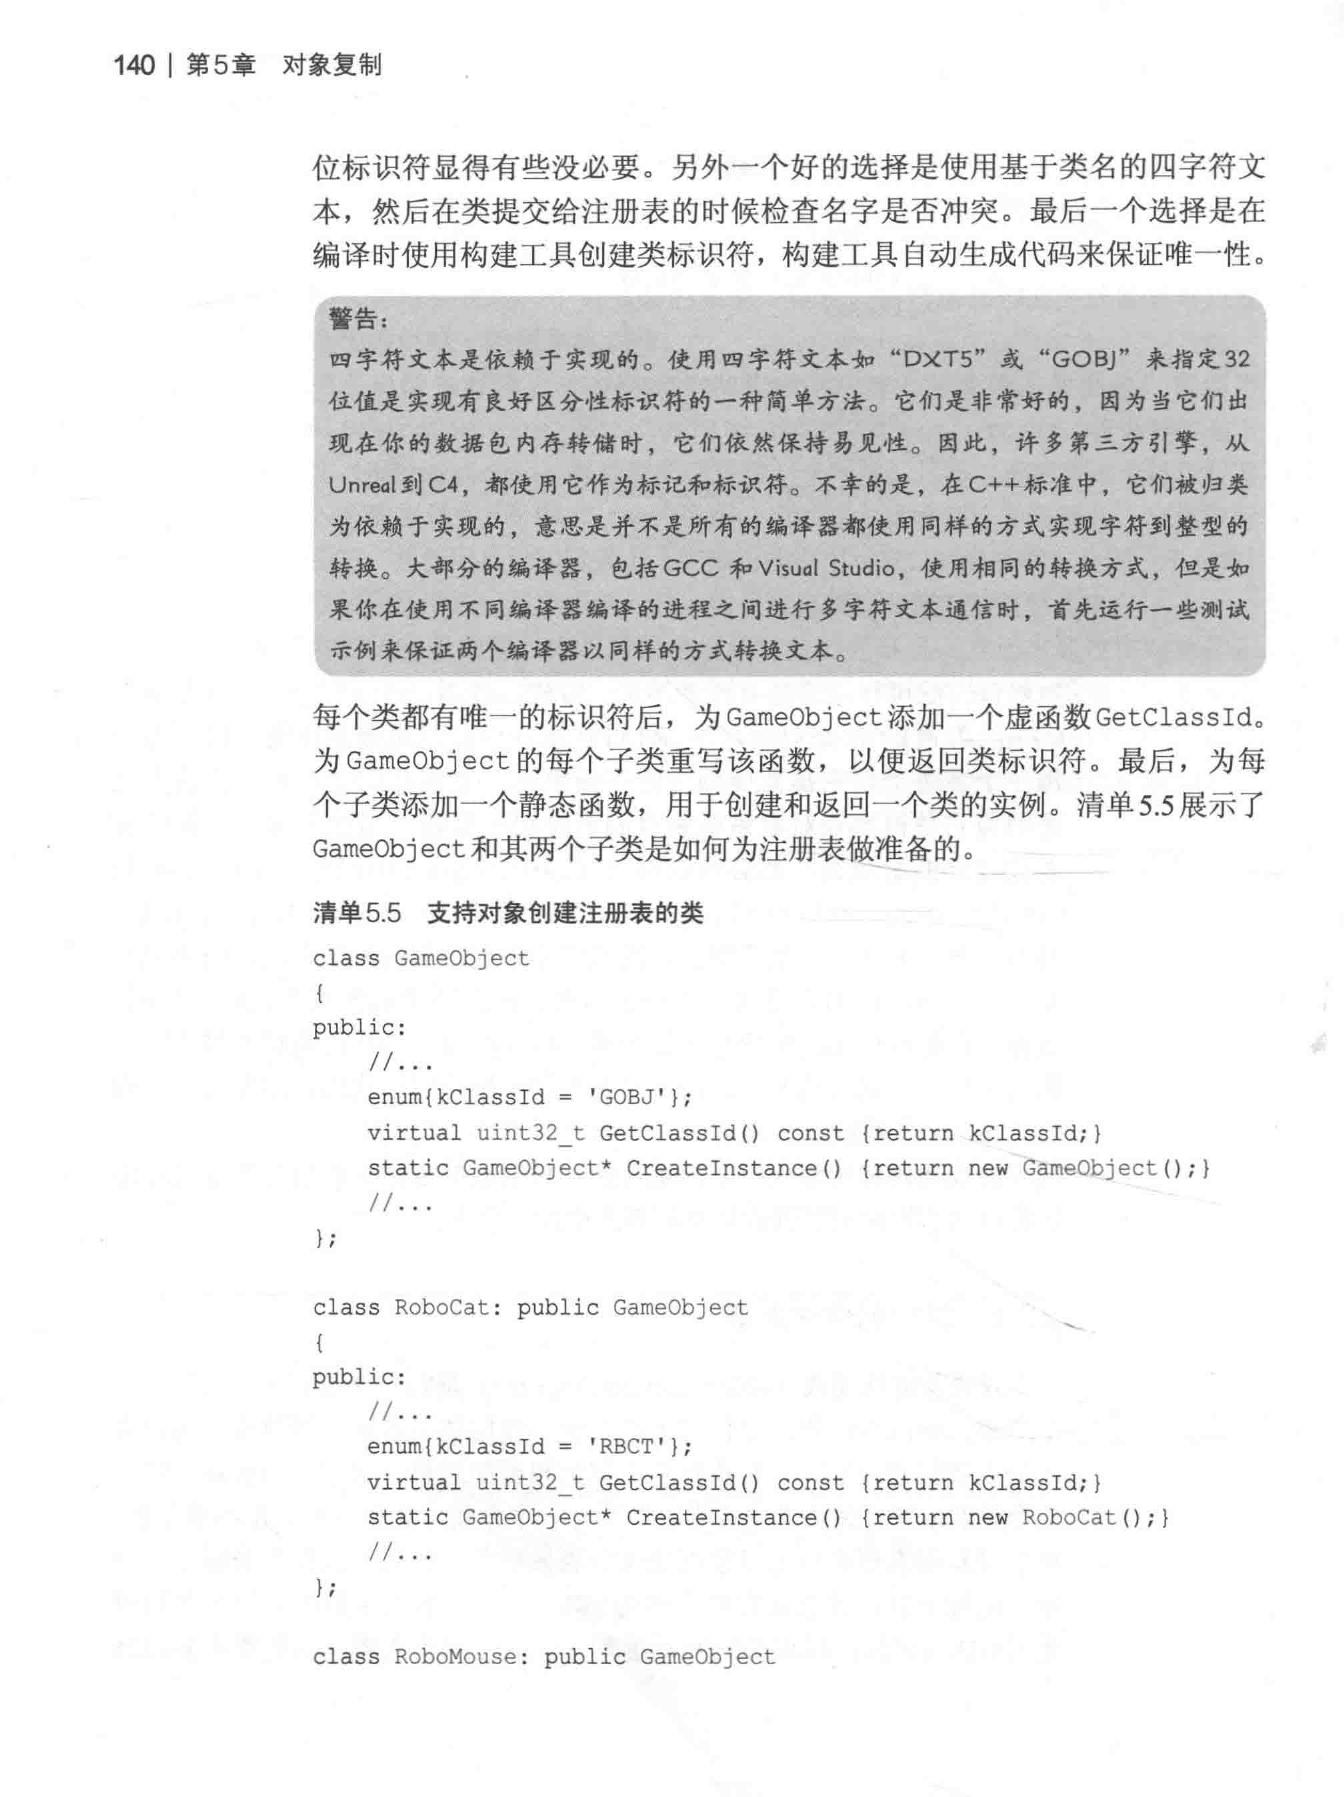 140 | 第5章 对象复制
位标识符显得有些没必要。另外一个好的选择是使用基于类名的四字符文
本，然后在类提交给注册表的时候检查名字是否冲突。最后一个选择是在
编译时使用构建工具创建类标识符，构建工具自动生成代码来保证唯一性。
警告：
四字符文本是依赖于实现的。使用四字符文本如“DXT5”或“GOBJ”来指定32
位值是实现有良好区分性标识符的一种简单方法。它们是非常好的，因为当它们出
现在你的数据包内存转储时，它们依然保持易见性。因此，许多第三方引擎，从
Unreal到C4，都使用它作为标记和标识符。不幸的是，在C++标准中，它们被归类
为依赖于实现的，意思是并不是所有的编译器都使用同样的方式实现字符到整型的
转换。大部分的编译器，包括GCC 和Visual Studio，使用相同的转换方式，但是如
果你在使用不同编译器编译的进程之间进行多字符文本通信时，首先运行一些测试
示例来保证两个编译器以同样的方式转换文本。
每个类都有唯一的标识符后，为GameObject添加一个虚函数GetClassId。
为GameObject的每个子类重写该函数，以便返回类标识符。最后，为每
个子类添加一个静态函数，用于创建和返回一个类的实例。清单5.5展示了
GameObject和其两个子类是如何为注册表做准备的。
清单5.5 支持对象创建注册表的类
class GameObject
{
public:
    //...
    enum{kClassId = 'GOBJ'};
    virtual uint32_t GetClassId() const {return kClassId;}
    static GameObject* CreateInstance() {return new GameObject();}
    //...
};
class RoboCat: public GameObject
{
public:
    //...
    enum{kClassId = 'RBCT'};
    virtual uint32_t GetClassId() const {return kClassId;}
    static GameObject* CreateInstance() {return new RoboCat();}
    //...
};
class RoboMouse: public GameObject